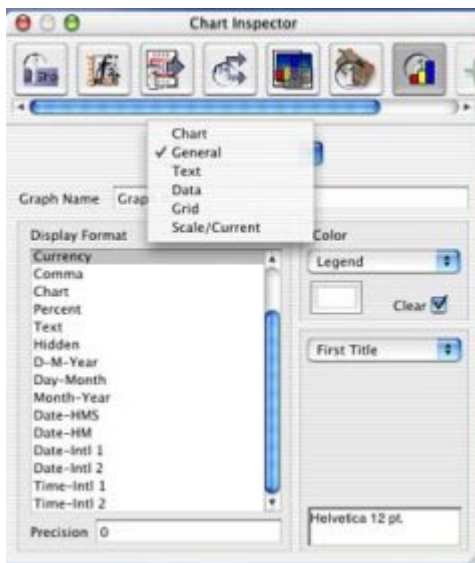 Chart Inspector
Chart
✓ General
Text
Data
Grid
Scale/Current
Graph Name Grap
Display Format
Currency
Comma
Chart
Percent
Text
Hidden
D-M-Year
Day-Month
Month-Year
Date-HMS
Date-HM
Date-Intl 1
Date-Intl 2
Time-Intl 1
Time-Intl 2
Precision 0
Color
Legend
Clear
First Title
Helvetica 12 pt.